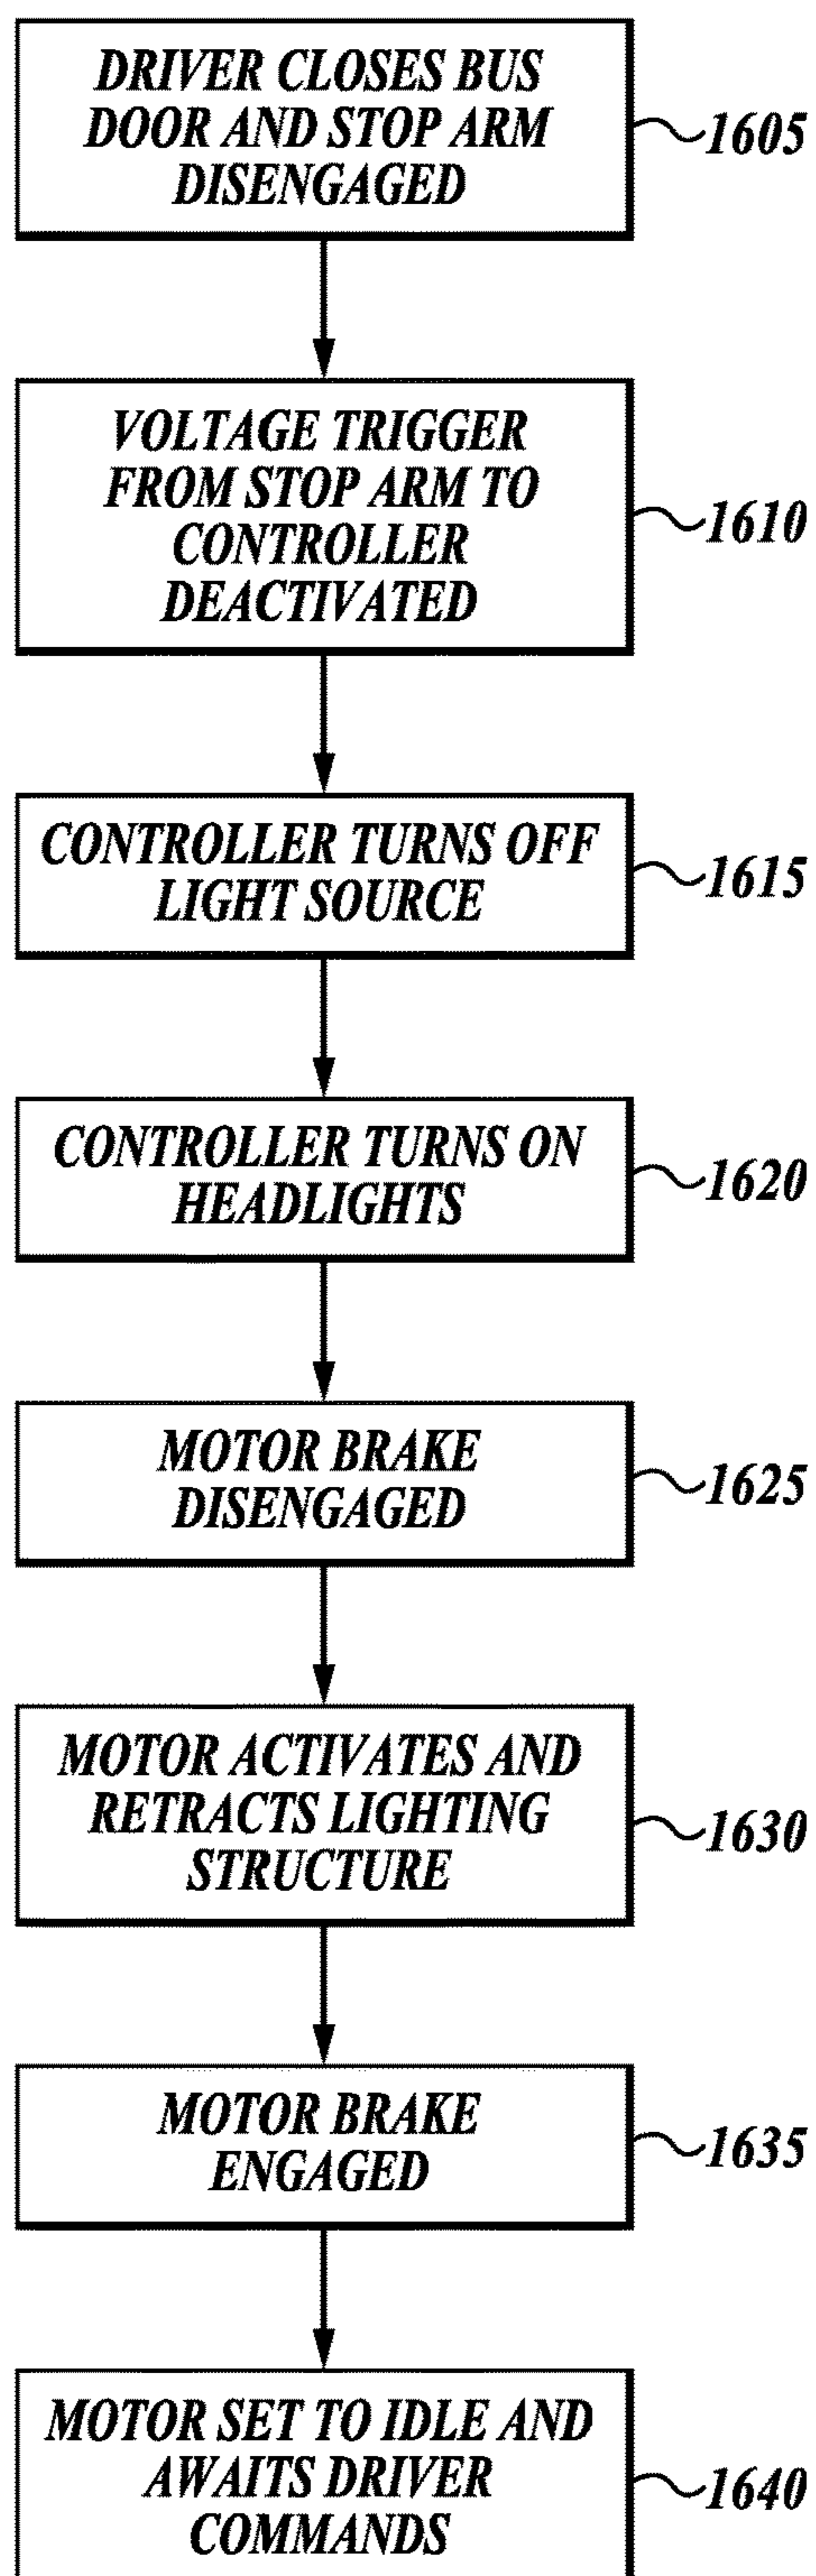 DRIVER CLOSES BUS
DOOR AND STOP ARM
DISENGAGED
1605
VOLTAGE TRIGGER
FROM STOP ARM TO
CONTROLLER
DEACTIVATED
1610
CONTROLLER TURNS OFF
LIGHT SOURCE
1615
CONTROLLER TURNS ON
HEADLIGHTS
1620
MOTOR BRAKE
DISENGAGED
1625
MOTOR ACTIVATES AND
RETRACTS LIGHTING
STRUCTURE
1630
MOTOR BRAKE
ENGAGED
1635
MOTOR SET TO IDLE AND
AWAITS DRIVER
COMMANDS
1640